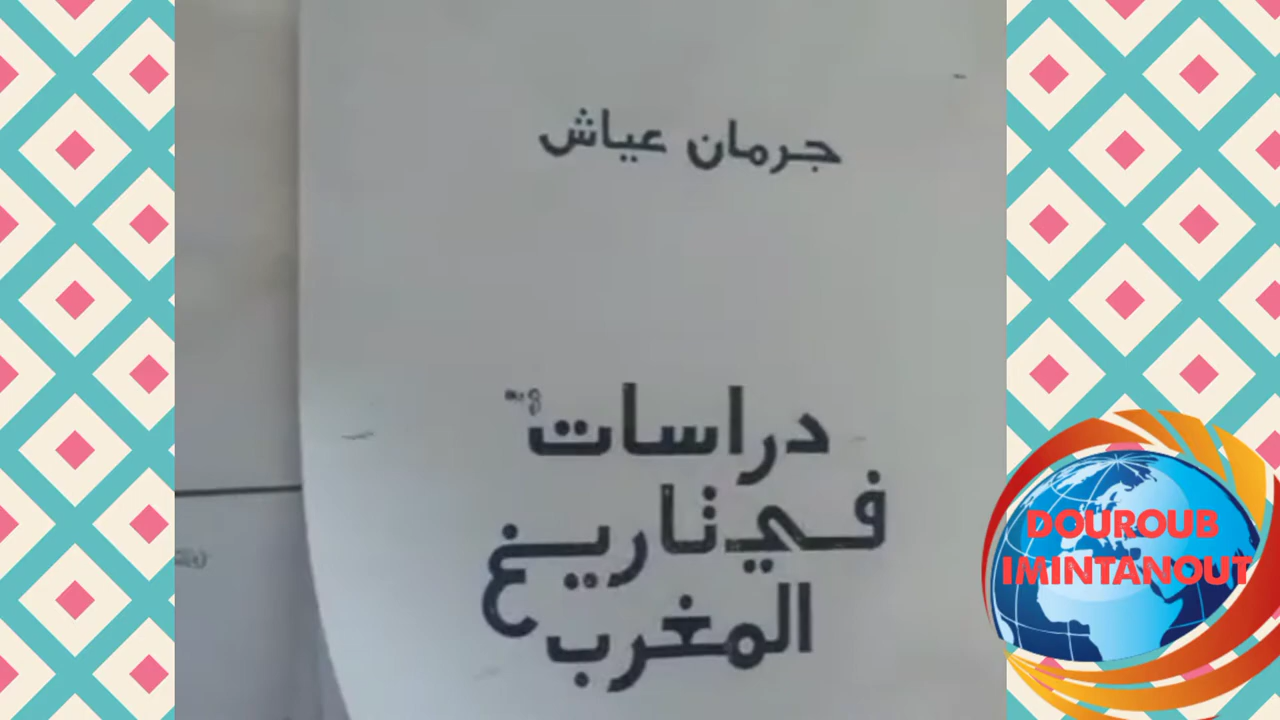 جرمان عياش
دراسات
في تاريخ
المغرب
DOUROUB
IMINTANOUT